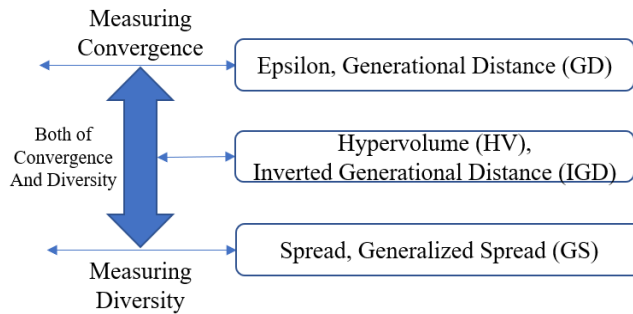 Measuring
Convergence
Epsilon, Generational Distance (GD)
Both of
Convergence
And Diversity
Hypervolume (HV),
Inverted Generational Distance (IGD)
Spread, Generalized Spread (GS)
Measuring
Diversity